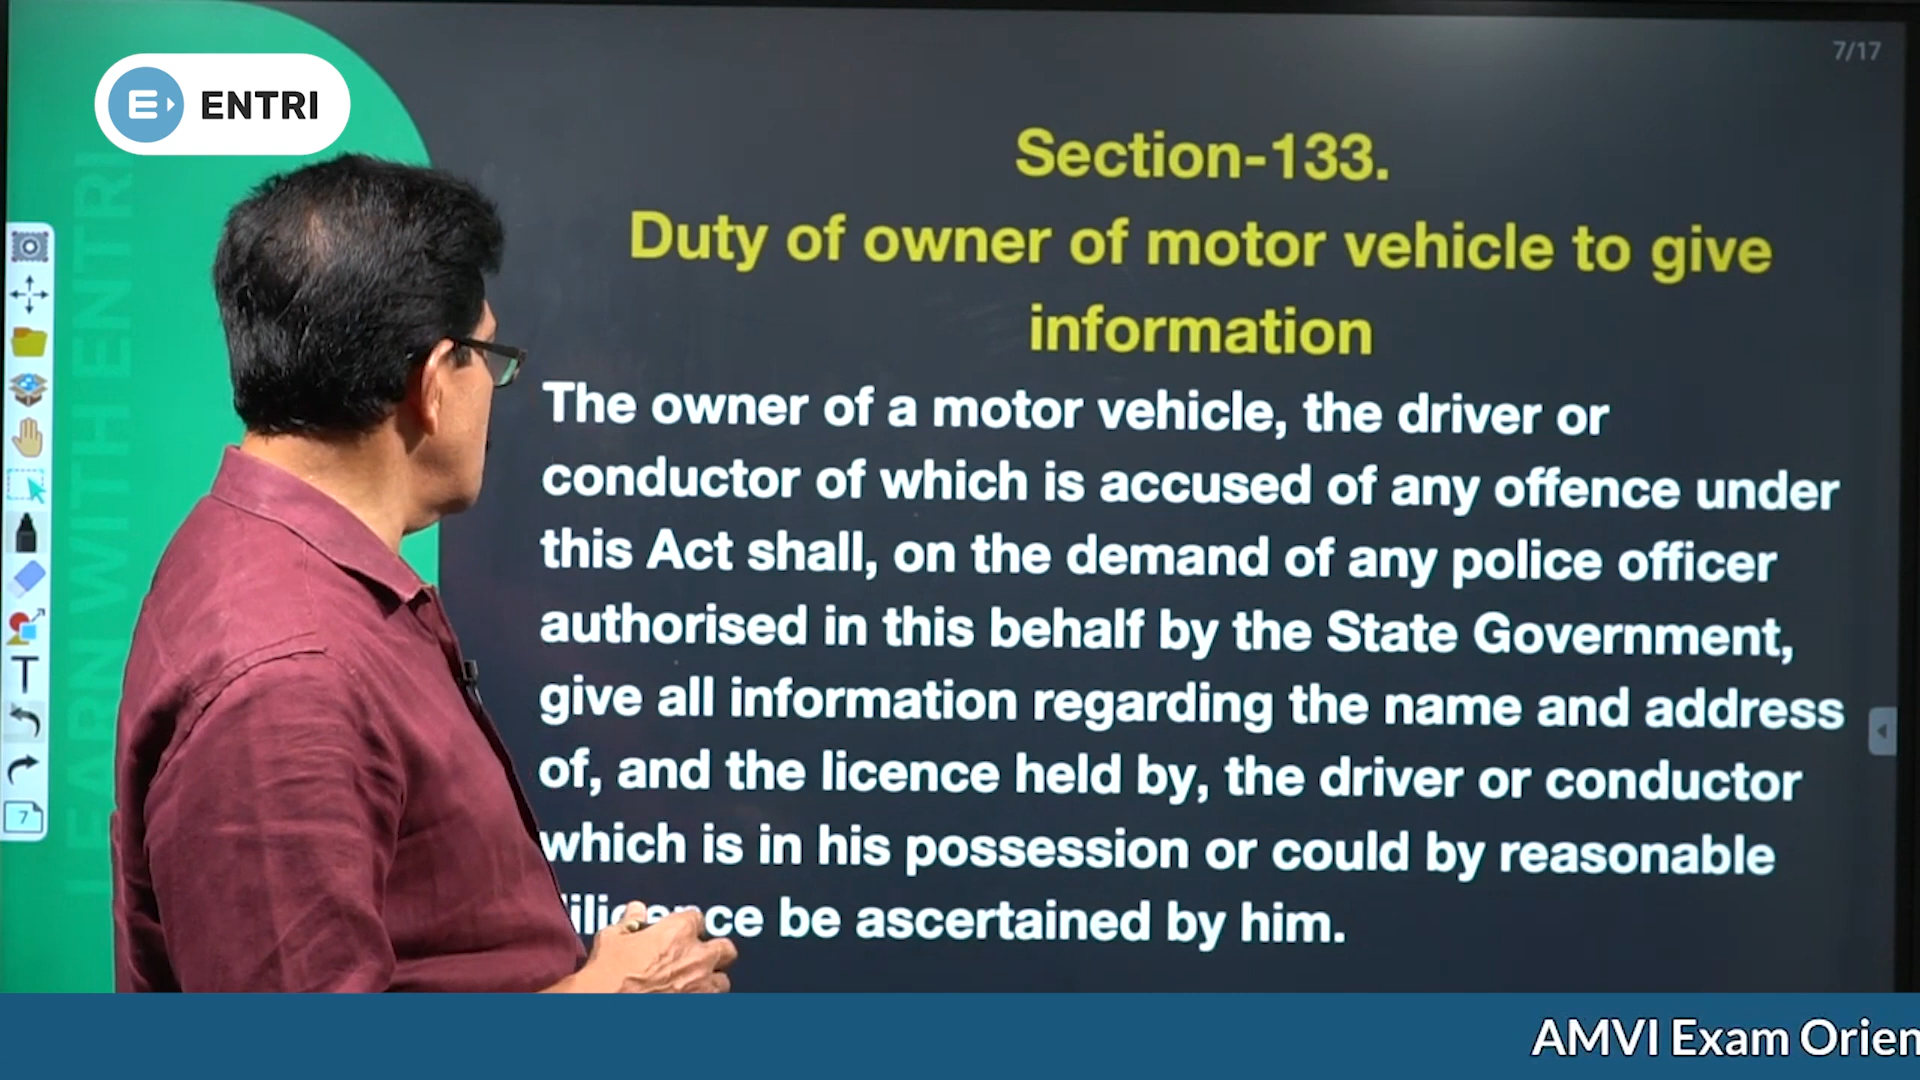 7/17
ENTRI
LEARN WITH ENTRI
Section-133.
Duty of owner of motor vehicle to give
information
The owner of a motor vehicle, the driver or
conductor of which is accused of any offence under
this Act shall, on the demand of any police officer
authorised in this behalf by the State Government,
give all information regarding the name and address
of, and the licence held by, the driver or conductor
which is in his possession or could by reasonable
be ascertained by him.
T
7
AMVI Exam Orien